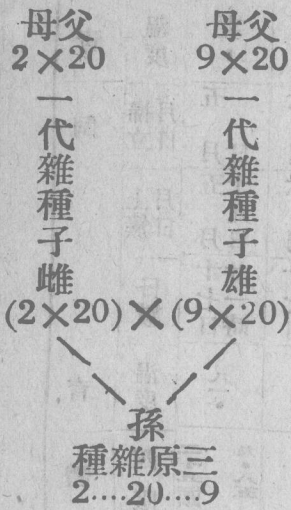 母父
2×20
一代雜種子雌
(2×20)
母父
9×20
一代雜種子雄
(9×20)
×
孫
三原雜種
2....20....9